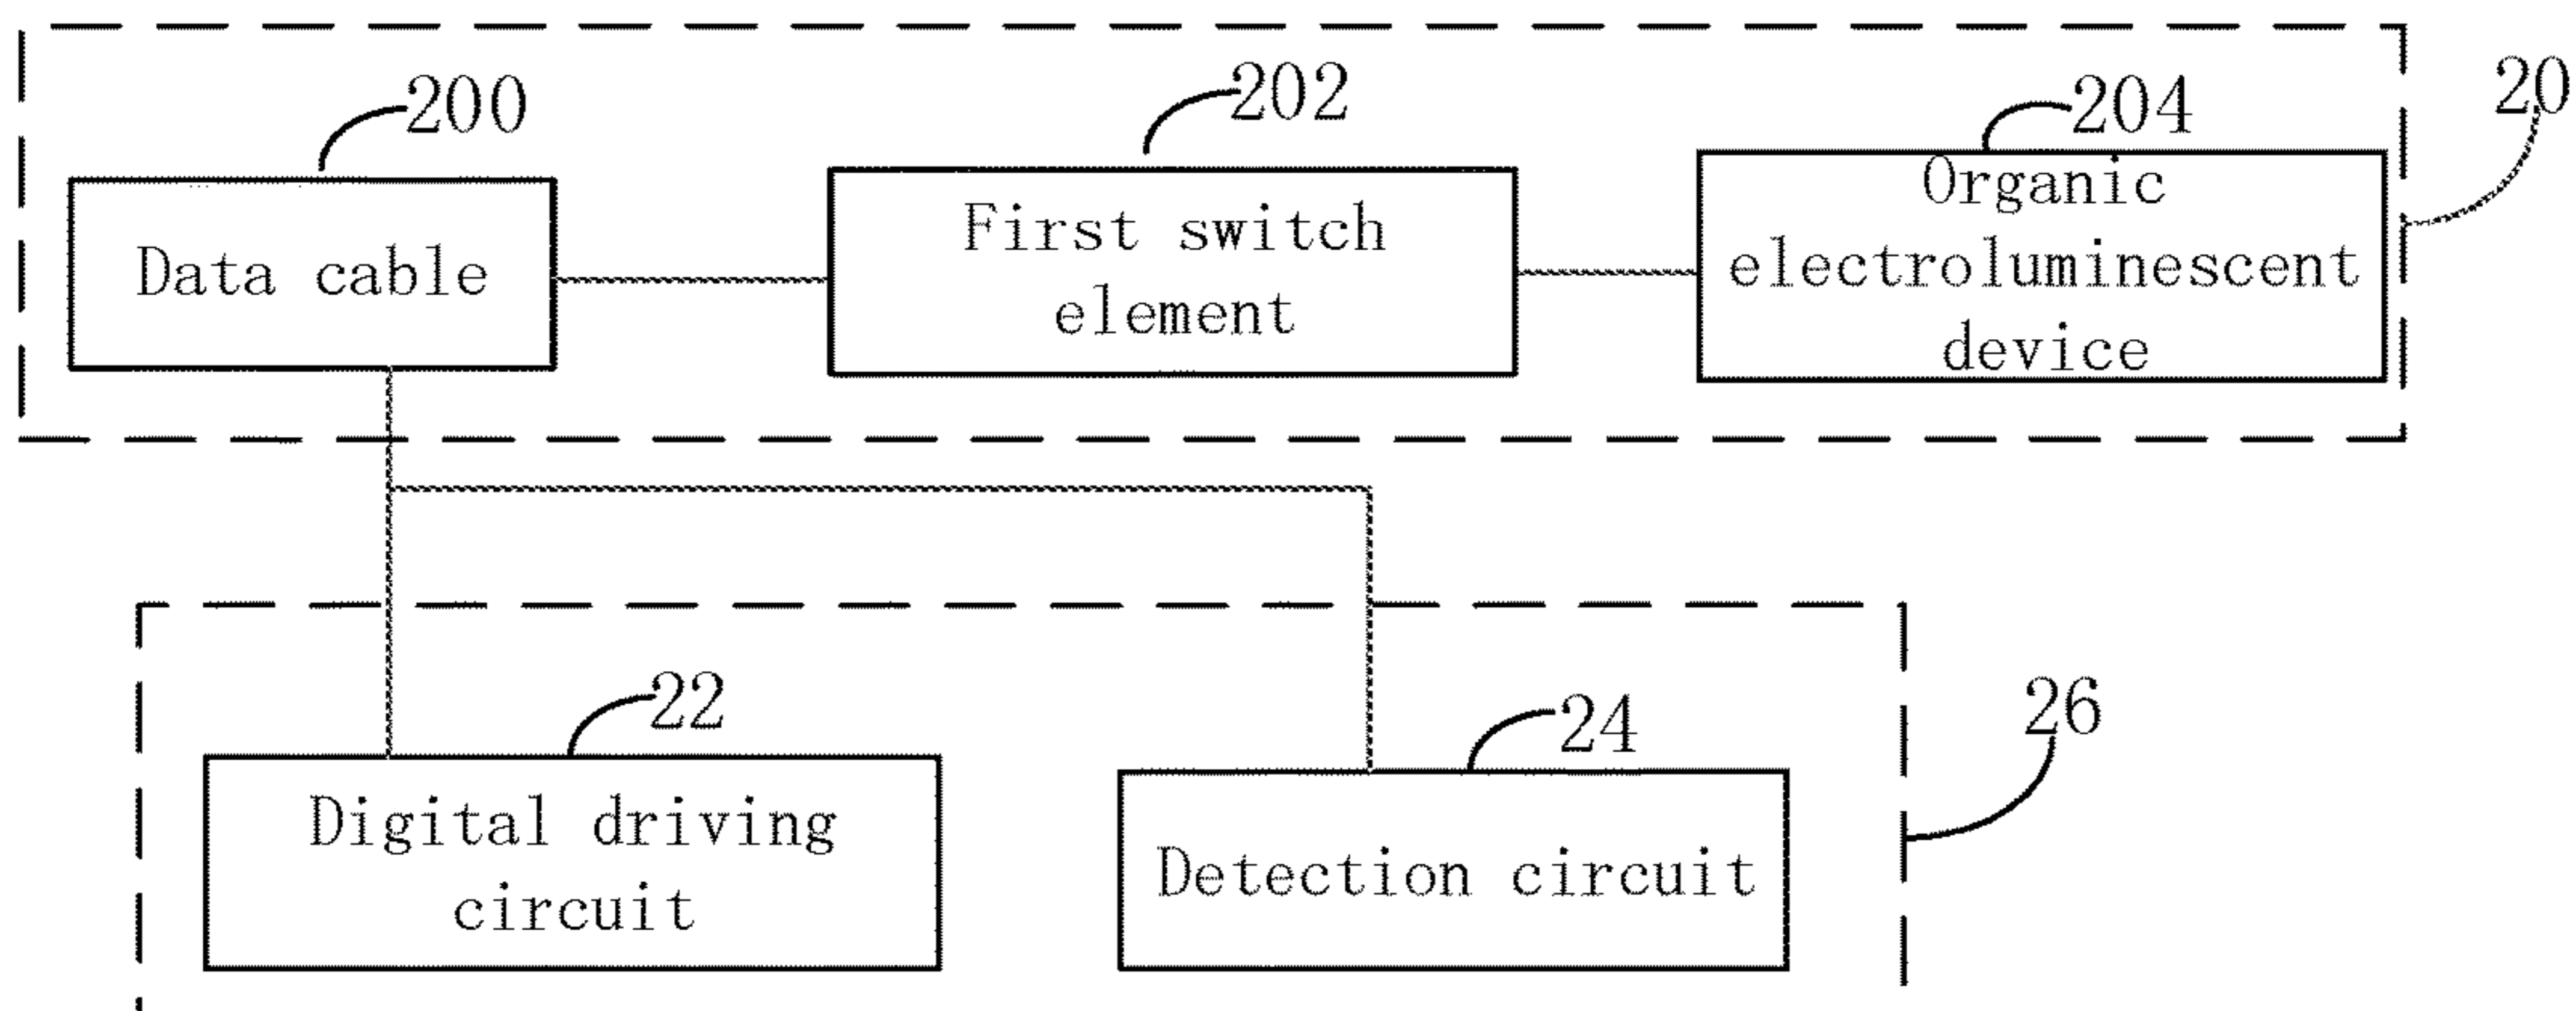 200
202
204
20
Data cable
First switch
element
Organic
electroluminescent
device
22
24
26
Digital driving
circuit
Detection circuit